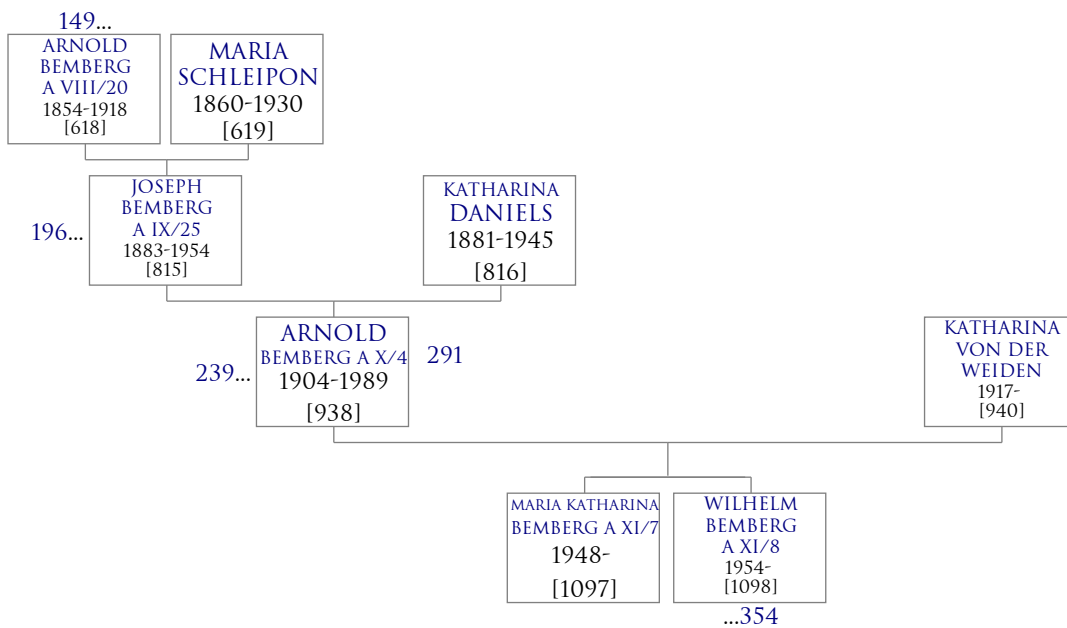 149...
ARNOLD
BEMBERG
A VIII/20
1854-1918
[618]
MARIA
SCHLEIPON
1860-1930
[619]
196...
JOSEPH
BEMBERG
A IX/25
1883-1954
[815]
KATHARINA
DANIELS
1881-1945
[816]
239...
ARNOLD
BEMBERG A X/4
1904-1989
[938]
291
KATHARINA
VON DER
WEIDEN
1917-
[940]
MARIA KATHARINA
BEMBERG A XI/7
1948-
[1097]
WILHELM
BEMBERG
A XI/8
1954-
[1098]
...354